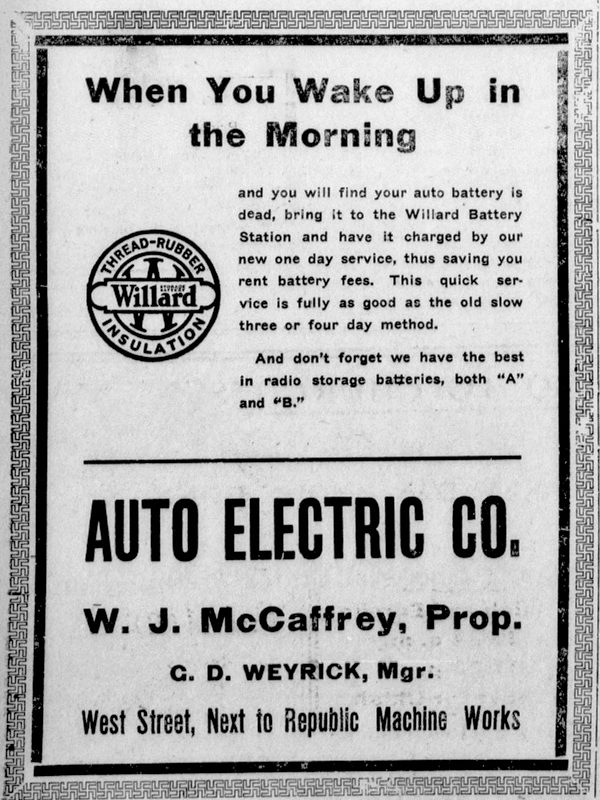 When You Wake Up in
the Morning
and you will find your auto battery is
dead, bring it to the Willard Battery
Station and have it charged by our
new one day service, thus saving you
rent battery fees. This quick ser-
vice is fully as good as the old slow
three or four day method.
And don't forget we have the best
in radio storage batteries, both "A"
and "B."
THREAD-RUBBER
Willard
INSULATION
AUTO ELECTRIC CO.
W. J. McCaffrey, Prop.
C. D. WEYRICK, Mgr.
West Street, Next to Republic Machine Works